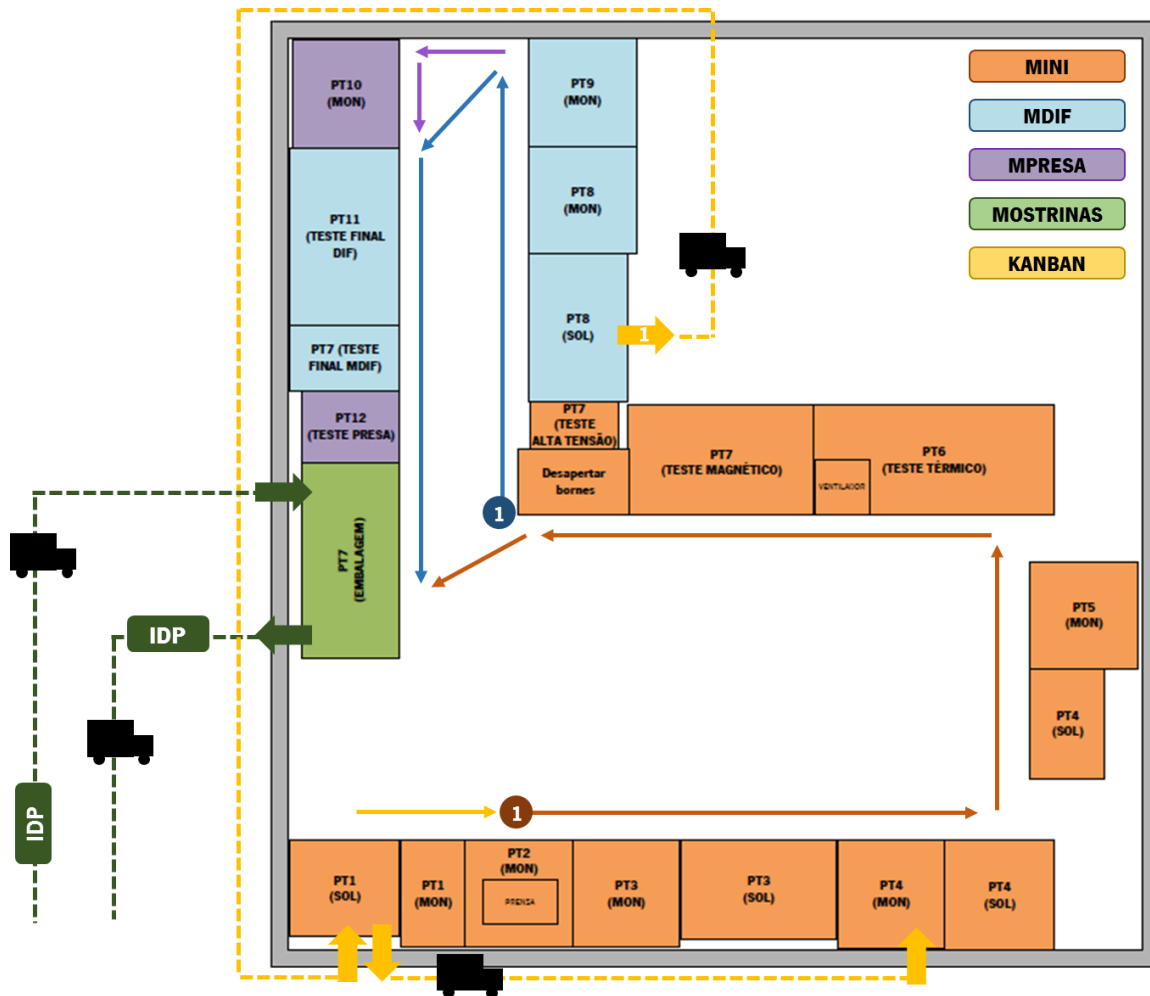 PT10
(MON)
PT9
(MON)
MINI
MDIF
MPRESA
MOSTRINAS
KANBAN
PT11
(TESTE FINAL
DIF)
PT8
(MON)
PT8
(SOL)
1
PT7 (TESTE
FINAL MDIF)
PT12
(TESTE PRESA)
PT7
(TESTE
ALTA TENSÃO)
Desapertar
bornes
PT7
(TESTE MAGNÉTICO)
PT6
(TESTE TÉRMICO)
VENTILADOR
1
PT7
(EMBALAGEM)
IDP
IDP
PT5
(MON)
PT4
(SOL)
1
PT1
(SOL)
PT1
(MON)
PT2
(MON)
PRENSA
PT3
(MON)
PT3
(SOL)
PT4
(MON)
PT4
(SOL)